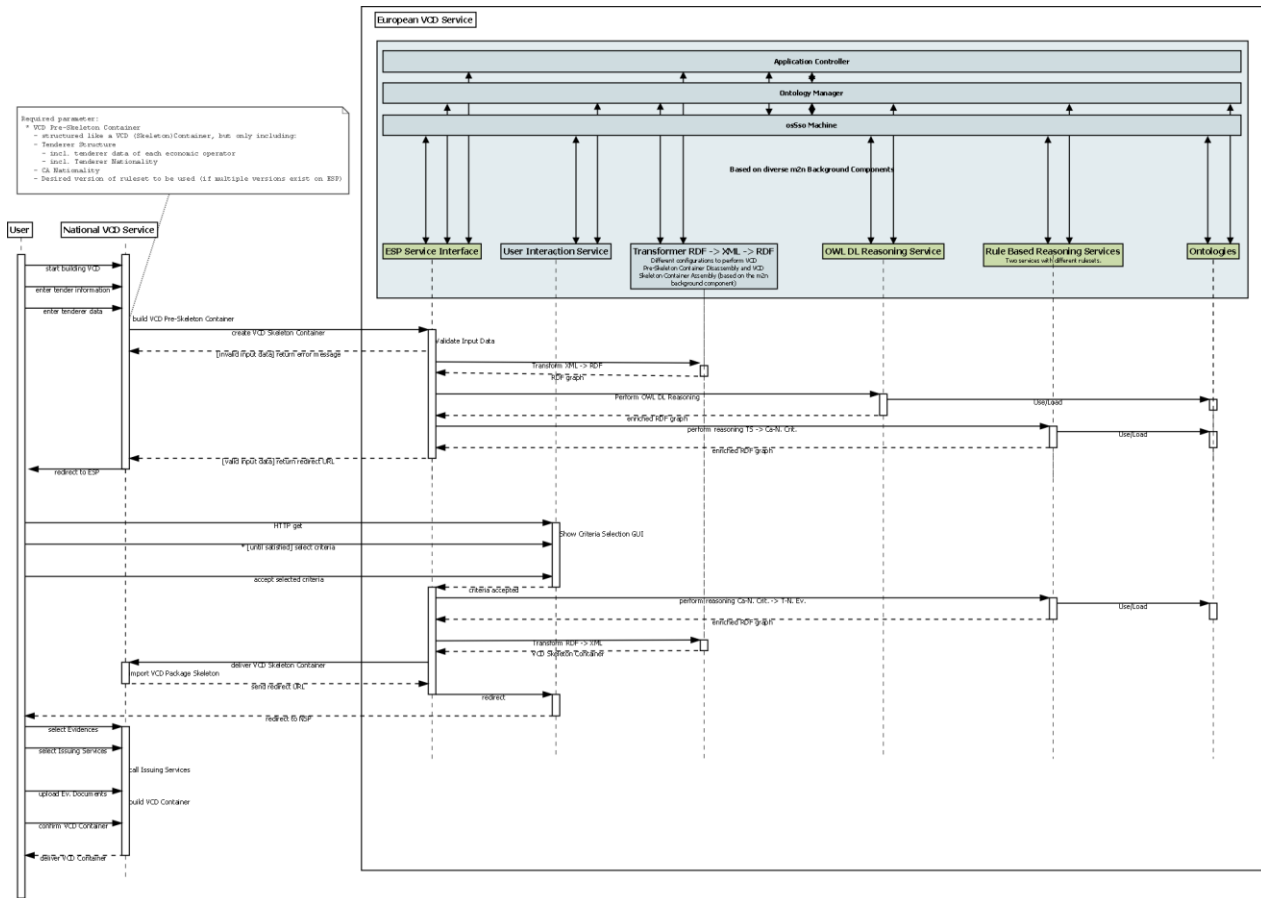 European VCD Service
Application Controller
Ontology Manager
osSso Machine
Based on diverse m2n Background Components
Required parameter:
* VCD Pre-Skeleton Container
- structured like a VCD (Skeleton)Container, but only including:
- Tenderer Structure
- incl. tenderer data of each economic operator
- incl. Tenderer Nationality
- CA Nationality
- Desired version of ruleset to be used (if multiple versions exist on ESP)
User
National VCD Service
ESP Service Interface
User Interaction Service
Transformer RDF -> XML -> RDF
Different configurations to perform VCD
Pre-Skeleton Container Disassembly and VCD
Skeleton Container Assembly (based on the m2n
background component)
OWL DL Reasoning Service
Rule Based Reasoning Services
Two services with different rulesets.
Ontologies
start building VCD
enter tender information
enter tenderer data
build VCD Pre-Skeleton Container
create VCD Skeleton Container
Validate Input Data
[invalid input data] return error message
Transform XML -> RDF
RDF graph
Perform OWL DL Reasoning
Use/Load
enriched RDF graph
perform reasoning TS -> Ca-N. Crit.
Use/Load
enriched RDF graph
[valid input data] return redirect URL
redirect to ESP
HTTP get
Show Criteria Selection GUI
* [until satisfied] select criteria
accept selected criteria
criteria accepted
perform reasoning Ca-N. Crit. -> T-N. Ev.
Use/Load
enriched RDF graph
Transform RDF -> XML
VCD Skeleton Container
deliver VCD Skeleton Container
import VCD Package Skeleton
send redirect URL
redirect
redirect to NSP
select Evidences
select Issuing Services
call Issuing Services
upload Ev. Documents
build VCD Container
confirm VCD Container
deliver VCD Container